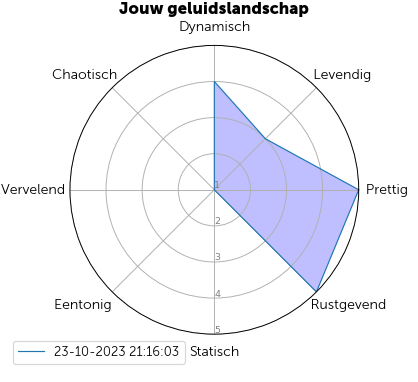 Jouw geluidslandschap
Dynamisch
Chaotisch
Levendig
Vervelend
1
Prettig
2
3
4
Eentonig
Rustgevend
5
23-10-2023 21:16:03
Statisch